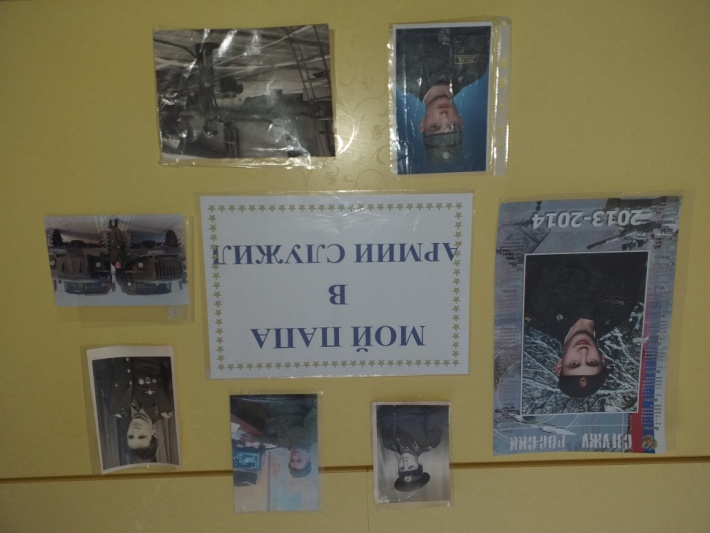 МОЙ ПАПА
В
АРМИИ СЛУЖИЛ
СЛУЖУ РОССИИ
2013-2014